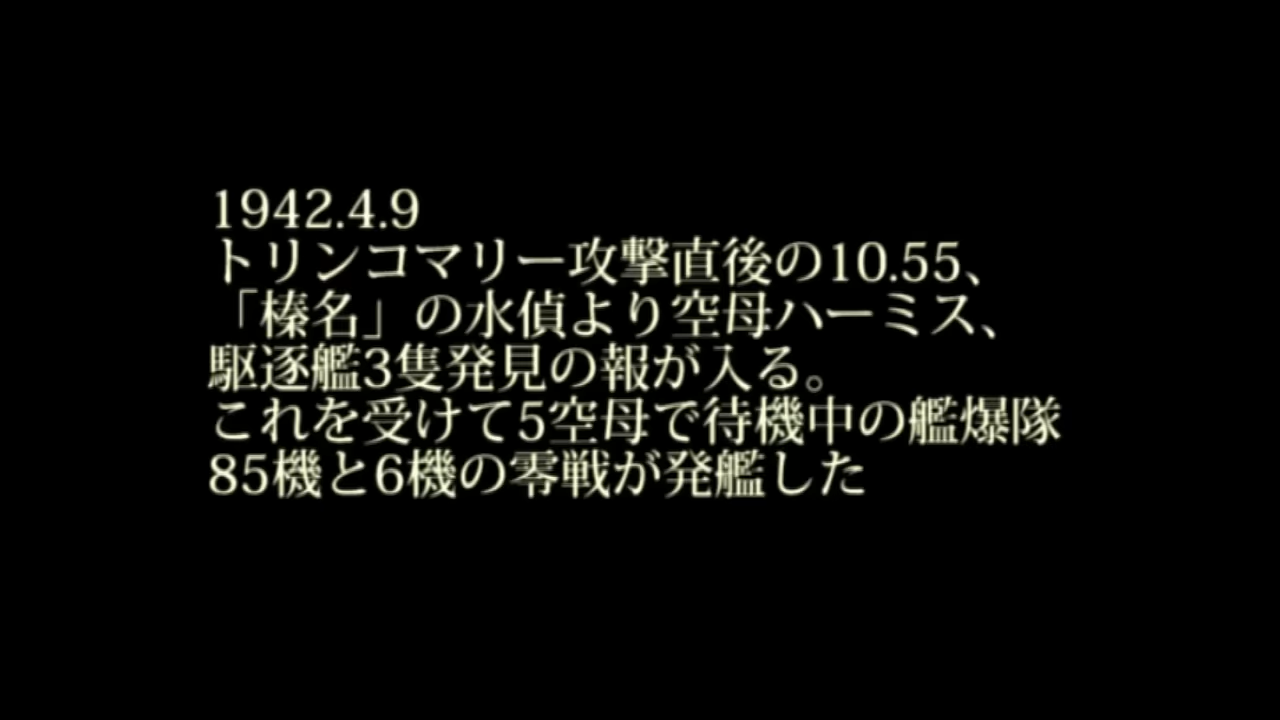 1942.4.9
トリンコマリー攻撃直後の10.55、
「榛名」の水偵より空母ハーミス、
駆逐艦3隻発見の報が入る。
これを受けて5空母で待機中の艦爆隊
85機と6機の零戦が発艦した